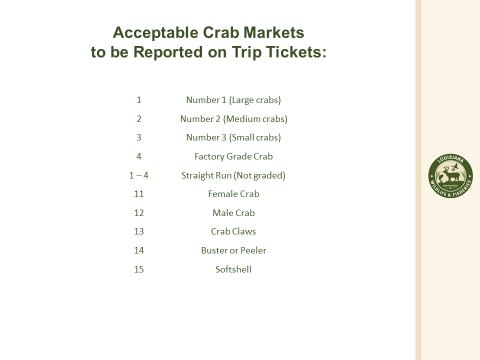 Acceptable Crab Markets
to be Reported on Trip Tickets:
1 Number 1 (Large crabs)
2 Number 2 (Medium crabs)
3 Number 3 (Small crabs)
4 Factory Grade Crab
1 – 4 Straight Run (Not graded)
11 Female Crab
12 Male Crab
13 Crab Claws
14 Buster or Peeler
15 Softshell
LOUISIANA
WILDLIFE & FISHERIES